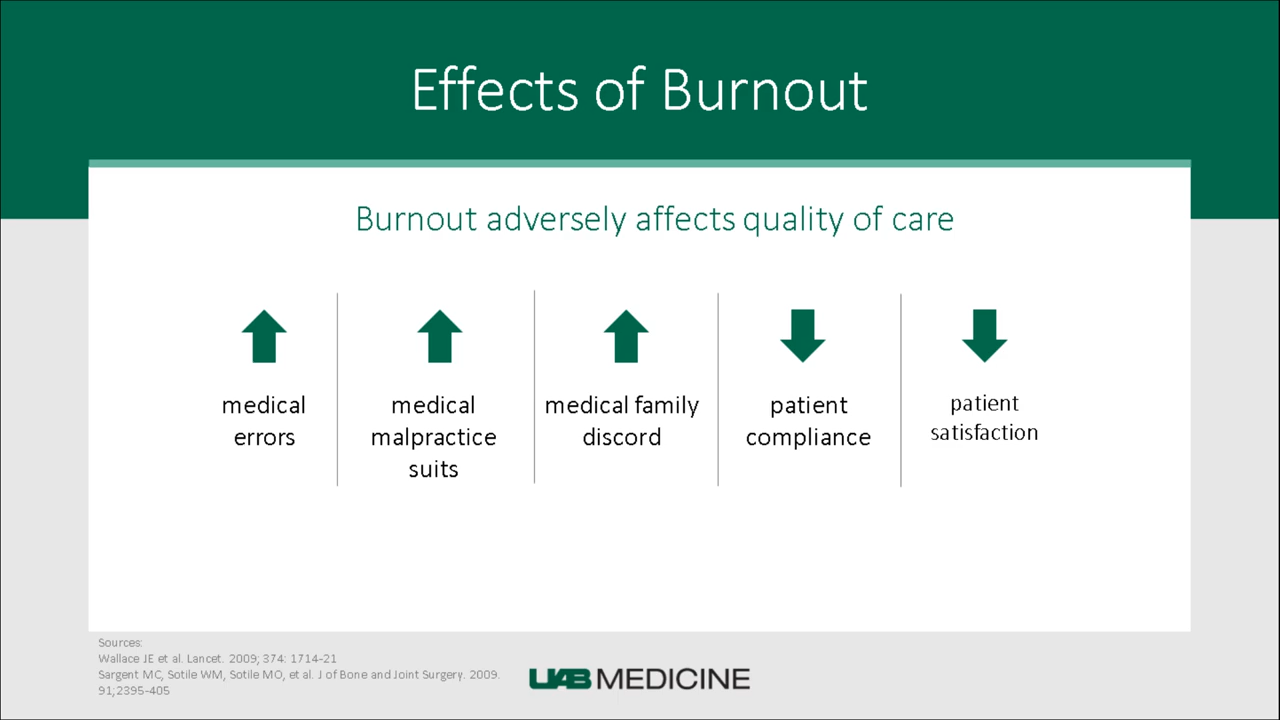 Effects of Burnout
Burnout adversely affects quality of care
medical
errors
medical
malpractice
suits
medical family
discord
patient
compliance
patient
satisfaction
Sources:
Wallace JE et al. Lancet. 2009; 374: 1714-21
Sargent MC, Sotile WM, Sotile MO, et al. J of Bone and Joint Surgery. 2009.
91;2395-405
UAB MEDICINE